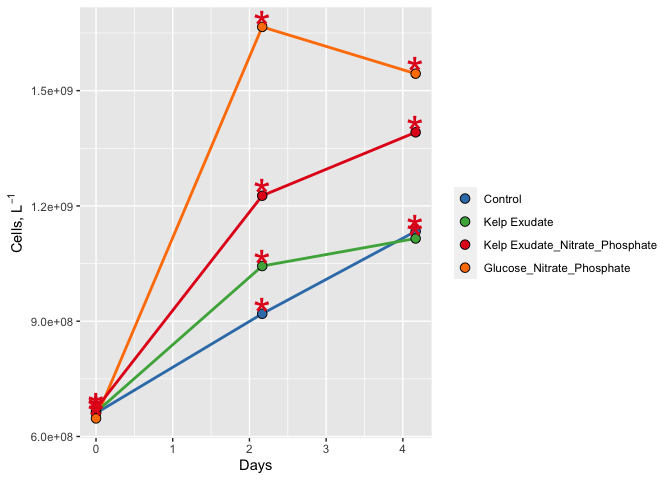 Cells, L⁻¹
1.5e+09
1.2e+09
9.0e+08
6.0e+08
0 1 2 3 4
Days
Control
Kelp Exudate
Kelp Exudate_Nitrate_Phosphate
Glucose_Nitrate_Phosphate